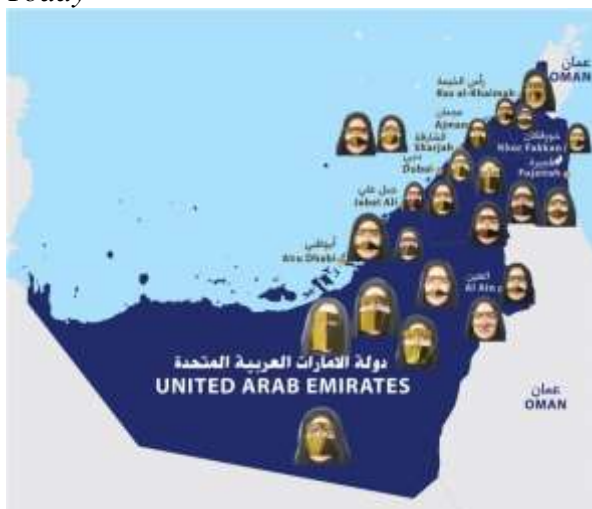 Today
عمان
OMAN
رأس الخيمة
Ras al-Khaimah
عجمان
Ajman
الشارقة
Sharjah
خورفكان
Khor Fakkan
دبي
Dubai
الفجيرة
Fujairah
جبل علي
Jabel Ali
أبوظبي
Abu Dhabi
العين
Al Ain
دولة الامارات العربية المتحدة
UNITED ARAB EMIRATES
عمان
OMAN